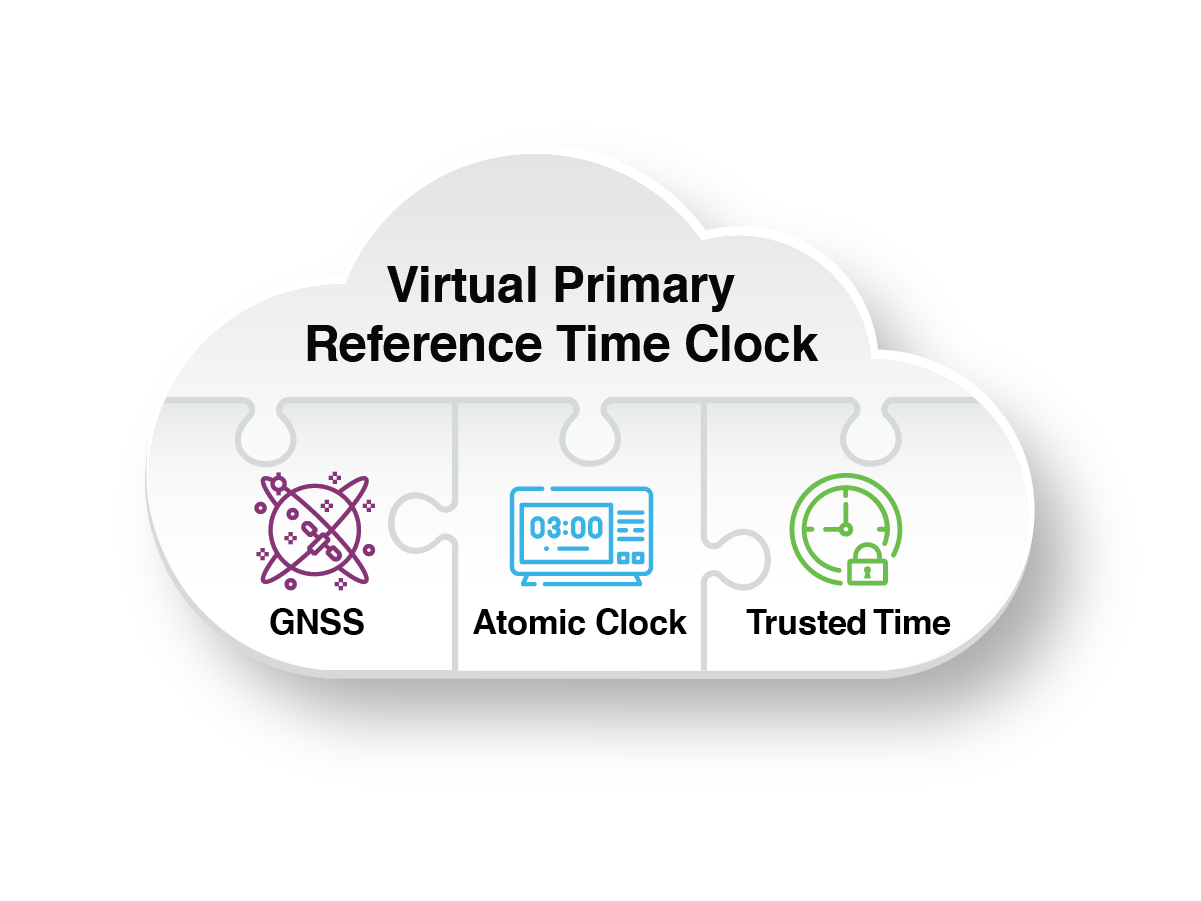 Virtual Primary
Reference Time Clock
03:00
GNSS
Atomic Clock
Trusted Time